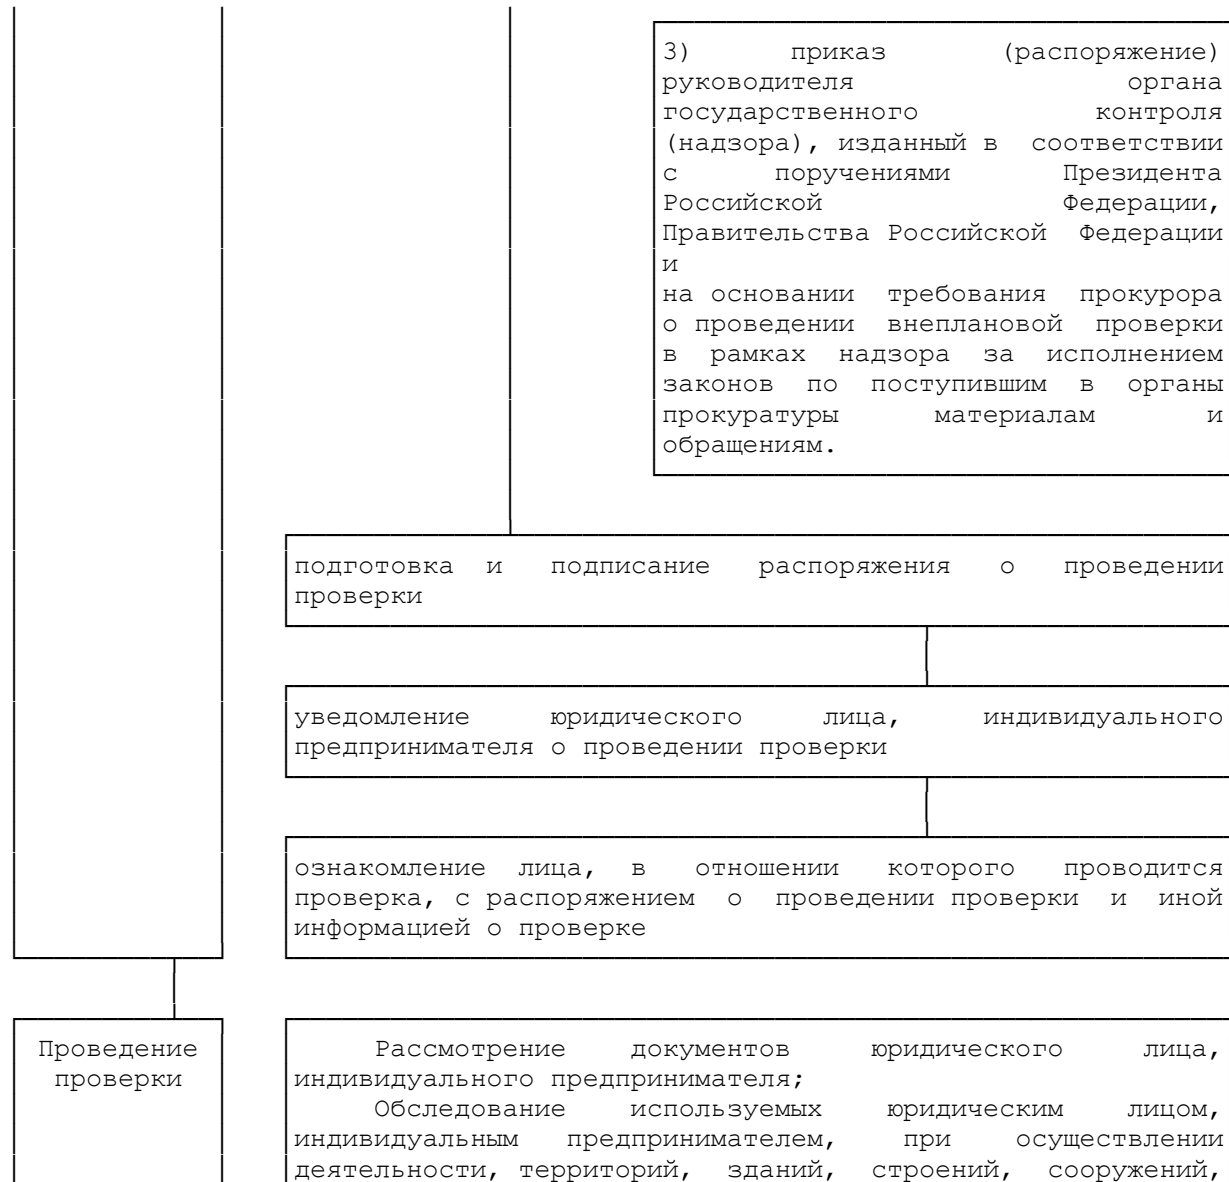 3) приказ (распоряжение)
руководителя органа
государственного контроля
(надзора), изданный в соответствии
с поручениями Президента
Российской Федерации,
Правительства Российской Федерации
и
на основании требования прокурора
о проведении внеплановой проверки
в рамках надзора за исполнением
законов по поступившим в органы
прокуратуры материалам и
обращениям.
подготовка и подписание распоряжения о проведении
проверки
уведомление юридического лица, индивидуального
предпринимателя о проведении проверки
ознакомление лица, в отношении которого проводится
проверка, с распоряжением о проведении проверки и иной
информацией о проверке
Проведение
проверки
Рассмотрение документов юридического лица,
индивидуального предпринимателя;
Обследование используемых юридическим лицом,
индивидуальным предпринимателем, при осуществлении
деятельности, территорий, зданий, строений, сооружений,